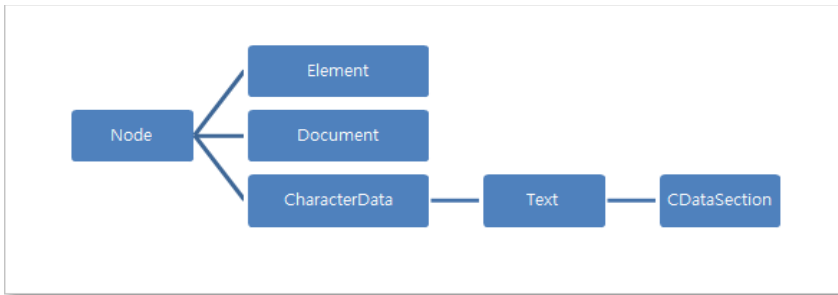 Element
Node
Document
CharacterData
Text
CDataSection